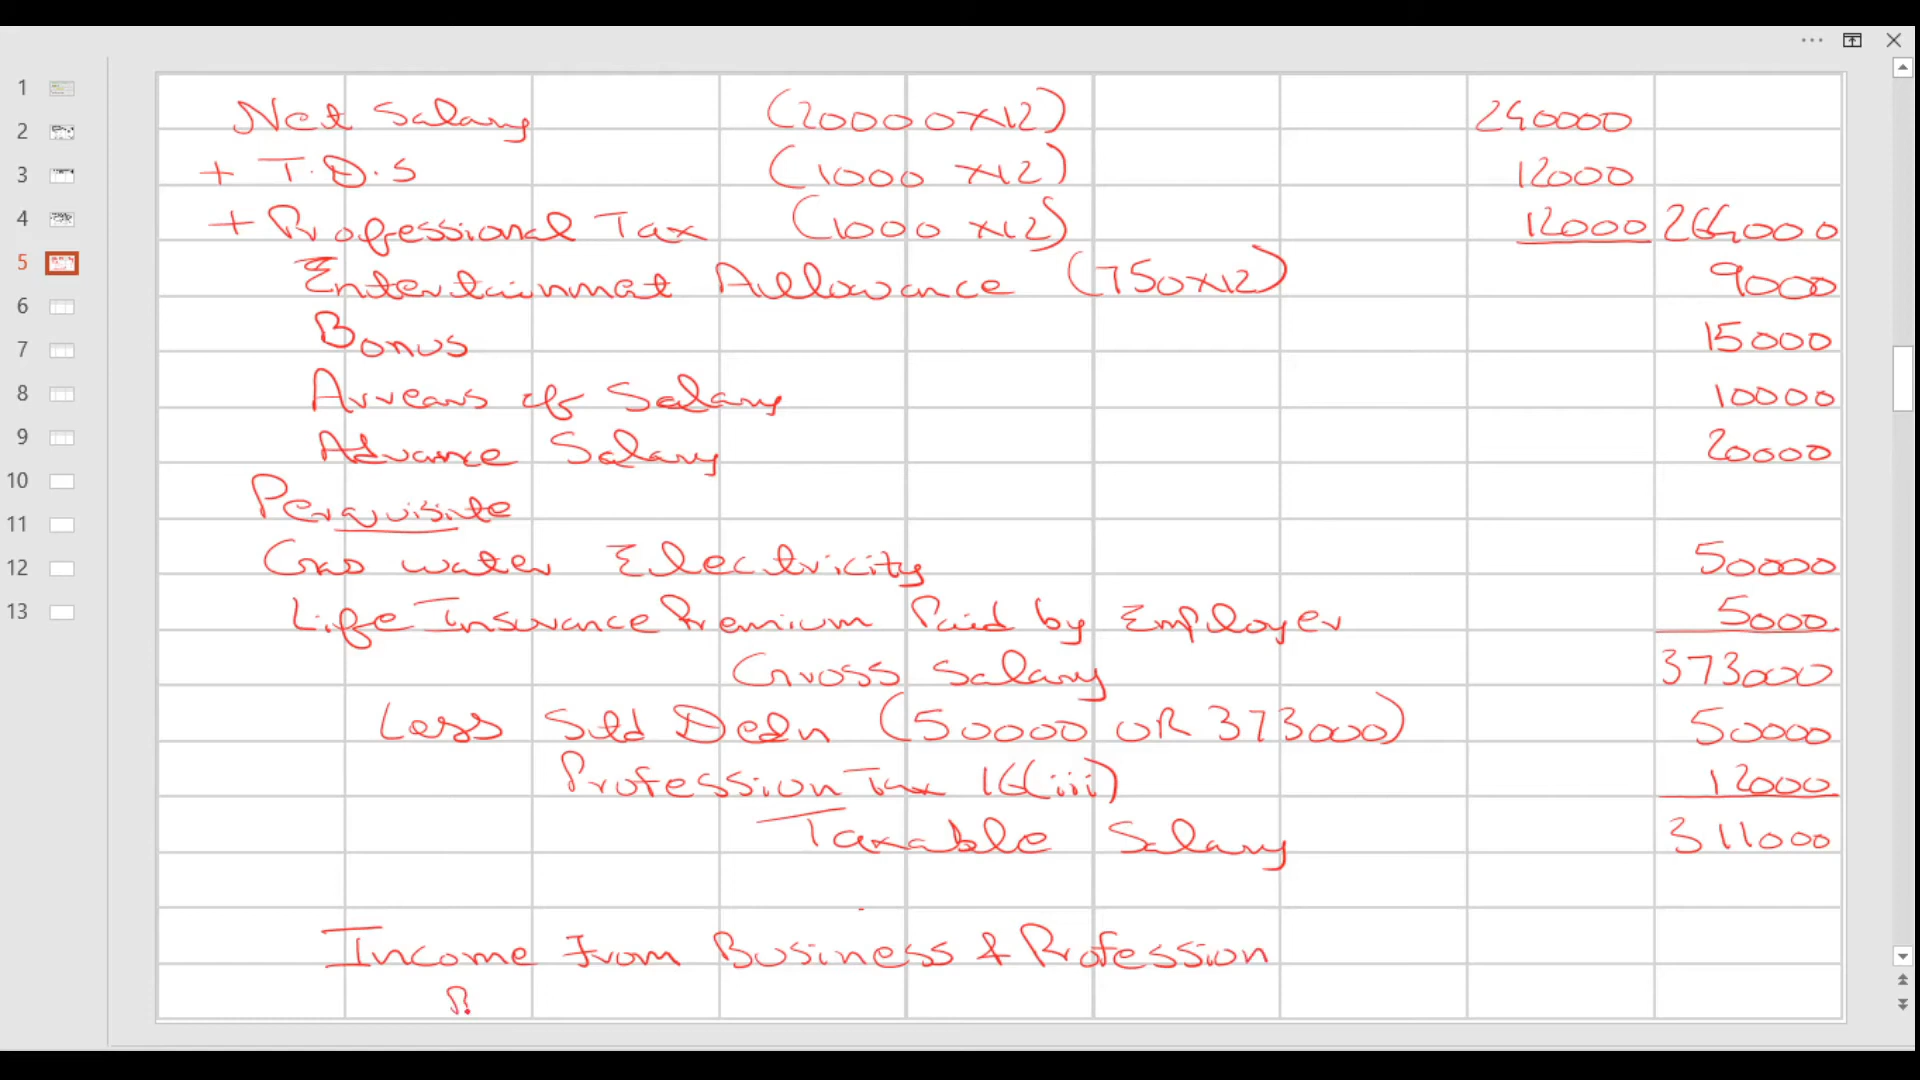 1
2
3
4
5
6
7
8
9
10
11
12
13
Net Salary (20000x12) 240000
+ T.D.S (1000 x12) 12000
+ Professional Tax (1000 x12) 12000 264000
Entertainmat Allowance (750x12) 9000
Bonus 15000
Arrears of Salary 10000
Advance Salary 20000
Perquisite
Gas water Electricity 50000
Life Insurance Premium Paid by Employer 5000
Gross Salary 373000
Less Std Dedn (50000 OR 373000) 50000
Profession Tax 16(iii) 12000
Taxable Salary 311000
Income From Business & Profession